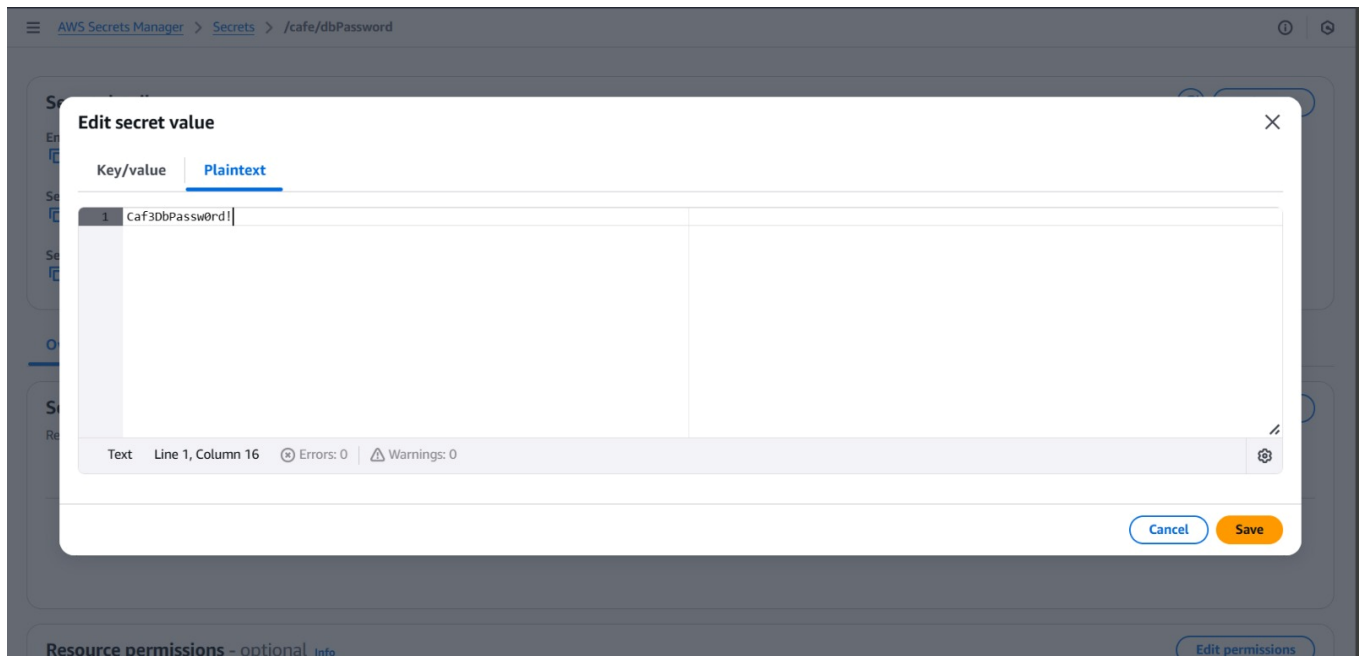 AWS Secrets Manager > Secrets > /cafe/dbPassword
Edit secret value
Key/value
Plaintext
1 Caf3DbPassw0rd!
Text Line 1, Column 16 Errors: 0 Warnings: 0
Cancel
Save
Resource permissions - optional Info
Edit permissions